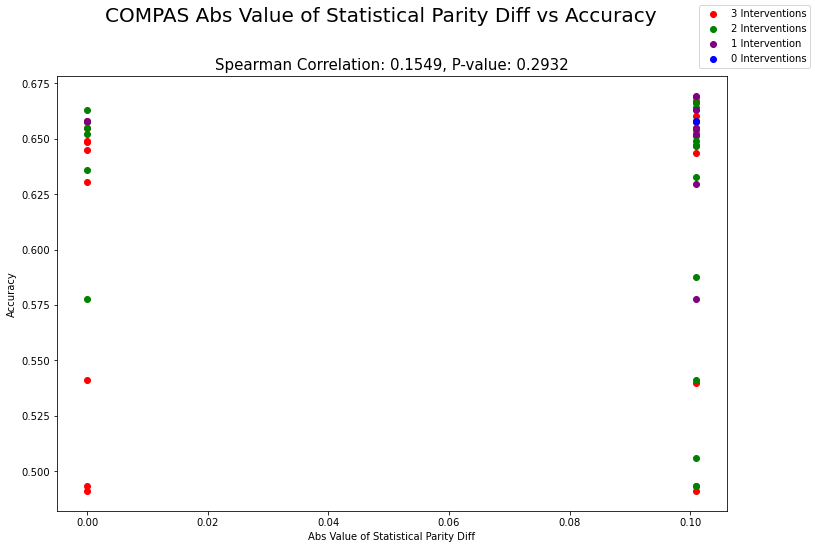 COMPAS Abs Value of Statistical Parity Diff vs Accuracy
3 Interventions
2 Interventions
1 Intervention
0 Interventions
Spearman Correlation: 0.1549, P-value: 0.2932
0.675
0.650
0.625
0.600
0.575
0.550
0.525
0.500
Accuracy
0.00
0.02
0.04
0.06
0.08
0.10
Abs Value of Statistical Parity Diff